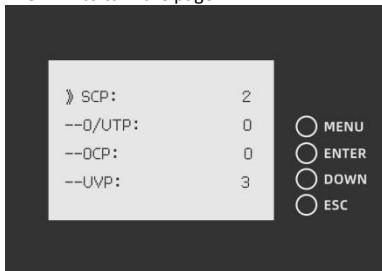 》 SCP: 2
--O/UTP: 0
--OCP: 0
--UVP: 3
MENU
ENTER
DOWN
ESC